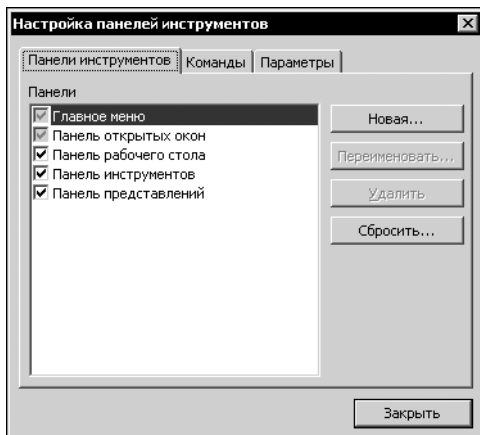 Настройка панелей инструментов
Панели инструментов Команды Параметры
Панели
Главное меню
Панель открытых окон
Панель рабочего стола
Панель инструментов
Панель представлений
Новая...
Переименовать...
Удалить
Сбросить...
Закрыть